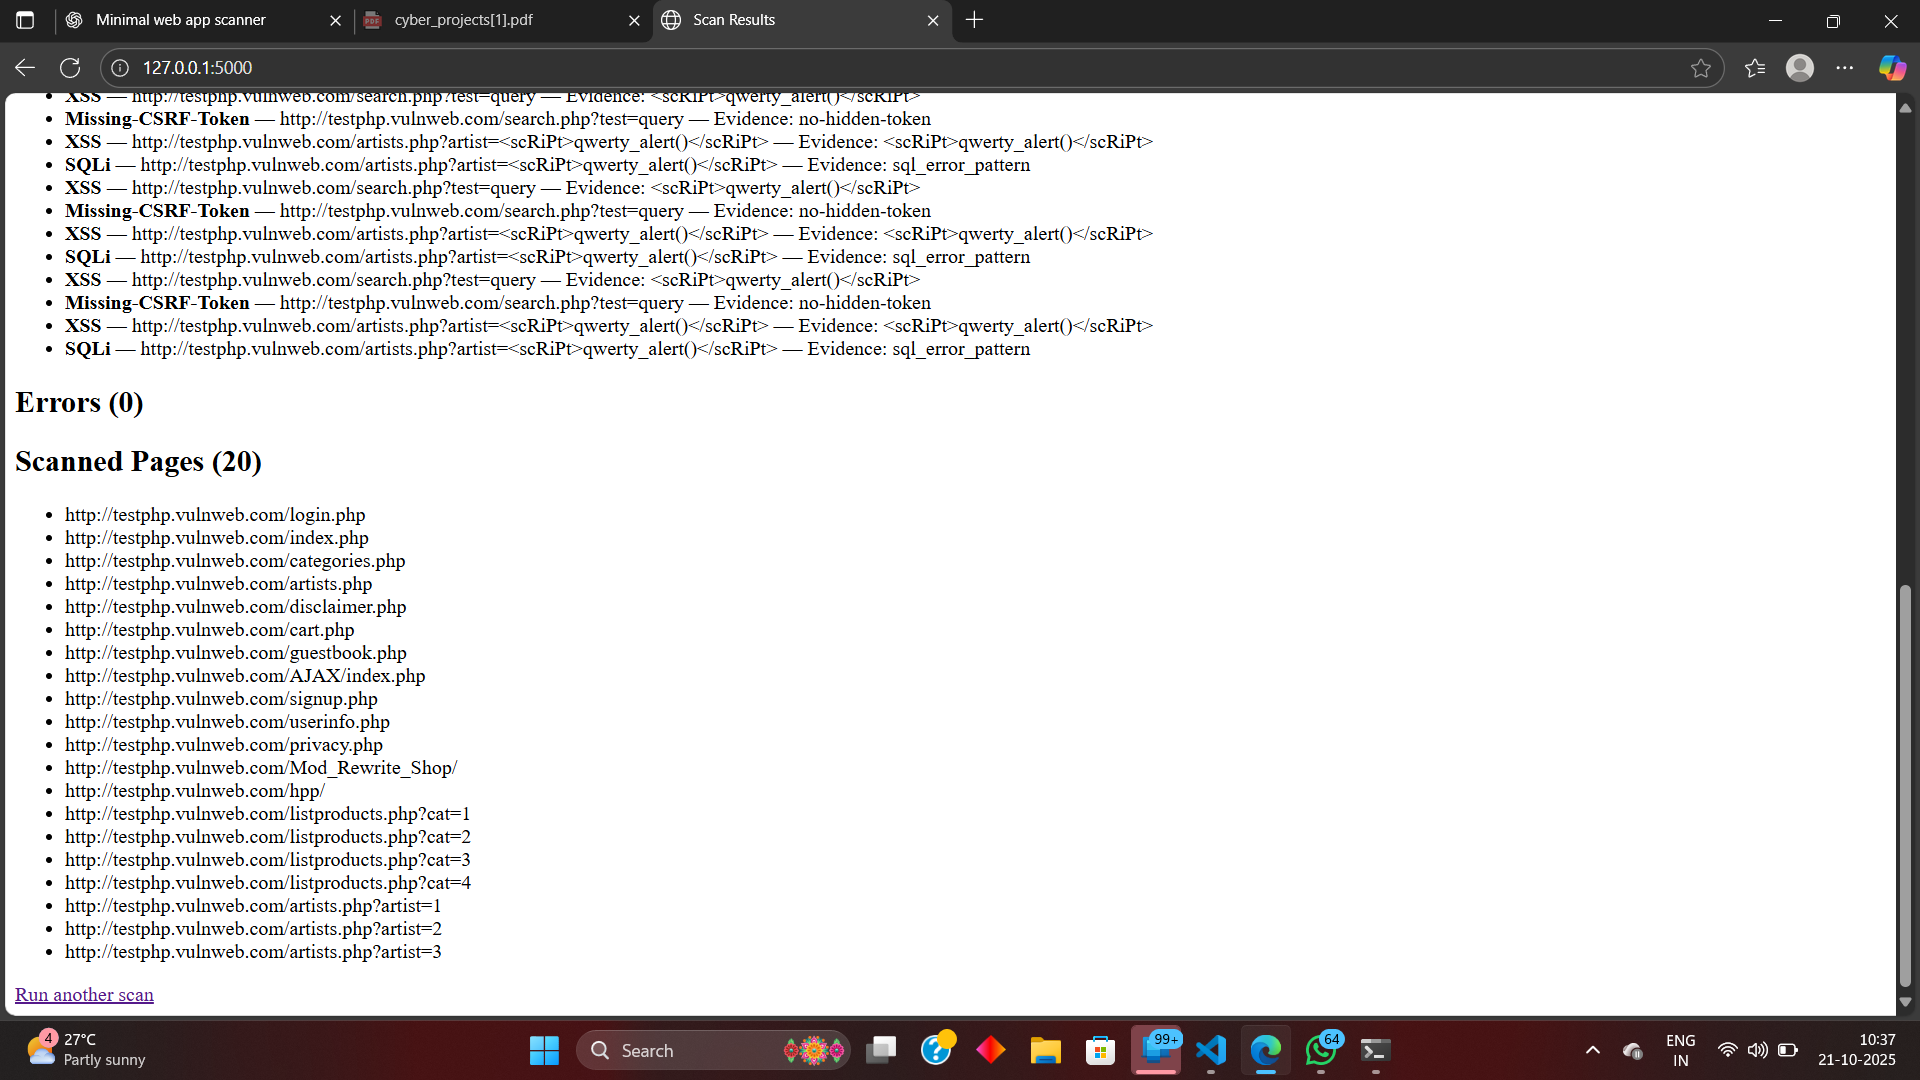 Minimal web app scanner
cyber_projects[1].pdf
Scan Results
127.0.0.1:5000
XSS — http://testphp.vulnweb.com/search.php?test=query — Evidence: <scRiPt>qwerty_alert()</scRiPt>
Missing-CSRF-Token — http://testphp.vulnweb.com/search.php?test=query — Evidence: no-hidden-token
XSS — http://testphp.vulnweb.com/artists.php?artist=<scRiPt>qwerty_alert()</scRiPt> — Evidence: <scRiPt>qwerty_alert()</scRiPt>
SQLi — http://testphp.vulnweb.com/artists.php?artist=<scRiPt>qwerty_alert()</scRiPt> — Evidence: sql_error_pattern
XSS — http://testphp.vulnweb.com/search.php?test=query — Evidence: <scRiPt>qwerty_alert()</scRiPt>
Missing-CSRF-Token — http://testphp.vulnweb.com/search.php?test=query — Evidence: no-hidden-token
XSS — http://testphp.vulnweb.com/artists.php?artist=<scRiPt>qwerty_alert()</scRiPt> — Evidence: <scRiPt>qwerty_alert()</scRiPt>
SQLi — http://testphp.vulnweb.com/artists.php?artist=<scRiPt>qwerty_alert()</scRiPt> — Evidence: sql_error_pattern
XSS — http://testphp.vulnweb.com/search.php?test=query — Evidence: <scRiPt>qwerty_alert()</scRiPt>
Missing-CSRF-Token — http://testphp.vulnweb.com/search.php?test=query — Evidence: no-hidden-token
XSS — http://testphp.vulnweb.com/artists.php?artist=<scRiPt>qwerty_alert()</scRiPt> — Evidence: <scRiPt>qwerty_alert()</scRiPt>
SQLi — http://testphp.vulnweb.com/artists.php?artist=<scRiPt>qwerty_alert()</scRiPt> — Evidence: sql_error_pattern
Errors (0)
Scanned Pages (20)
http://testphp.vulnweb.com/login.php
http://testphp.vulnweb.com/index.php
http://testphp.vulnweb.com/categories.php
http://testphp.vulnweb.com/artists.php
http://testphp.vulnweb.com/disclaimer.php
http://testphp.vulnweb.com/cart.php
http://testphp.vulnweb.com/guestbook.php
http://testphp.vulnweb.com/AJAX/index.php
http://testphp.vulnweb.com/signup.php
http://testphp.vulnweb.com/userinfo.php
http://testphp.vulnweb.com/privacy.php
http://testphp.vulnweb.com/Mod_Rewrite_Shop/
http://testphp.vulnweb.com/hpp/
http://testphp.vulnweb.com/listproducts.php?cat=1
http://testphp.vulnweb.com/listproducts.php?cat=2
http://testphp.vulnweb.com/listproducts.php?cat=3
http://testphp.vulnweb.com/listproducts.php?cat=4
http://testphp.vulnweb.com/artists.php?artist=1
http://testphp.vulnweb.com/artists.php?artist=2
http://testphp.vulnweb.com/artists.php?artist=3
Run another scan
4
27°C
Partly sunny
Search
99+
64
ENG
IN
10:37
21-10-2025